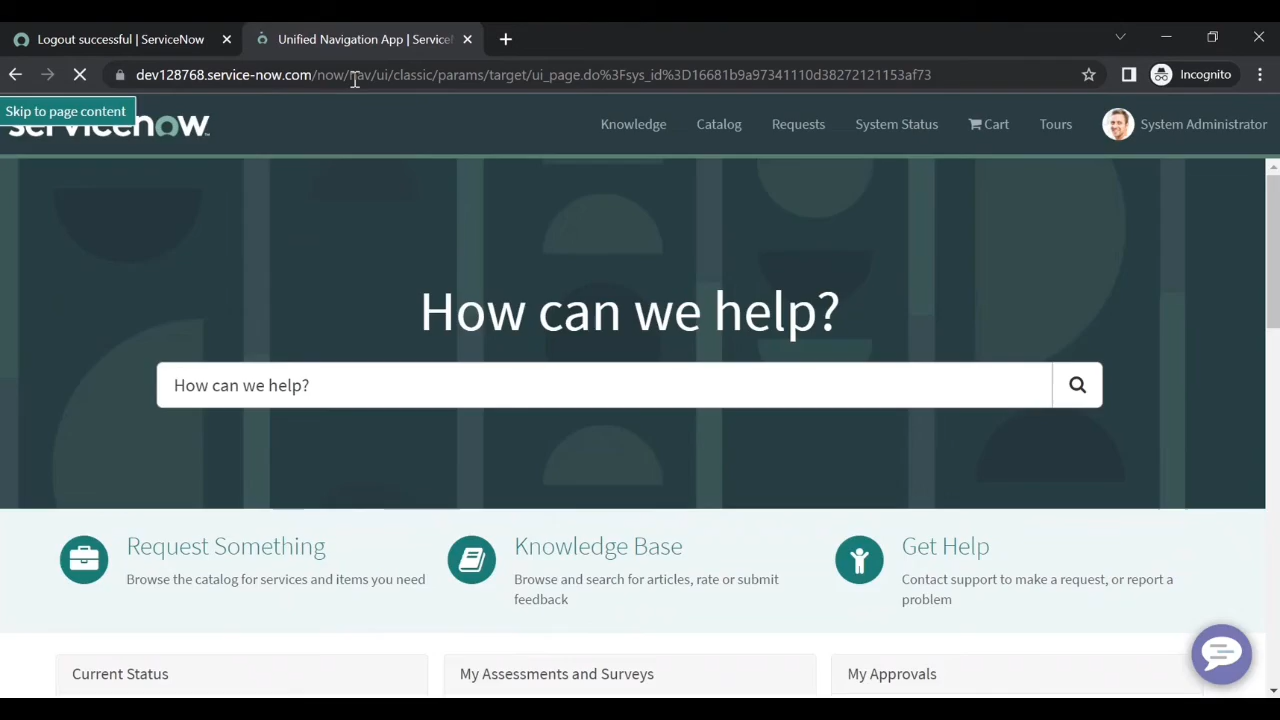 Logout successful | ServiceNow
Unified Navigation App | Service
dev128768.service-now.com/now/nav/ui/classic/params/target/ui_page.do%3Fsys_id%3D16681b9a97341110d38272121153af73
Incognito
Skip to page content
servicenow
Knowledge
Catalog
Requests
System Status
Cart
Tours
System Administrator
How can we help?
How can we help?
Request Something
Browse the catalog for services and items you need
Knowledge Base
Browse and search for articles, rate or submit
feedback
Get Help
Contact support to make a request, or report a
problem
Current Status
My Assessments and Surveys
My Approvals